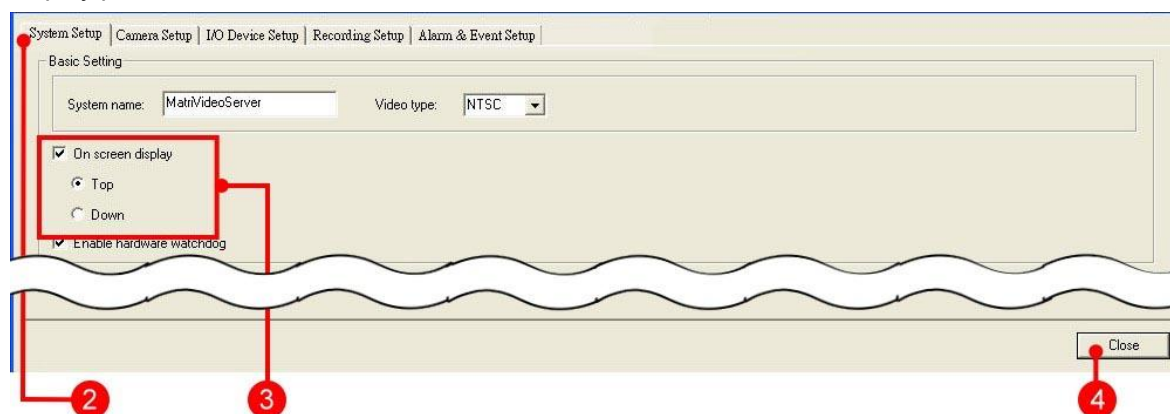 System Setup Camera Setup I/O Device Setup Recording Setup Alarm & Event Setup
Basic Setting
System name: MatriVideoServer Video type: NTSC
On screen display
Top
Down
Enable hardware watchdog
Close
2 3 4